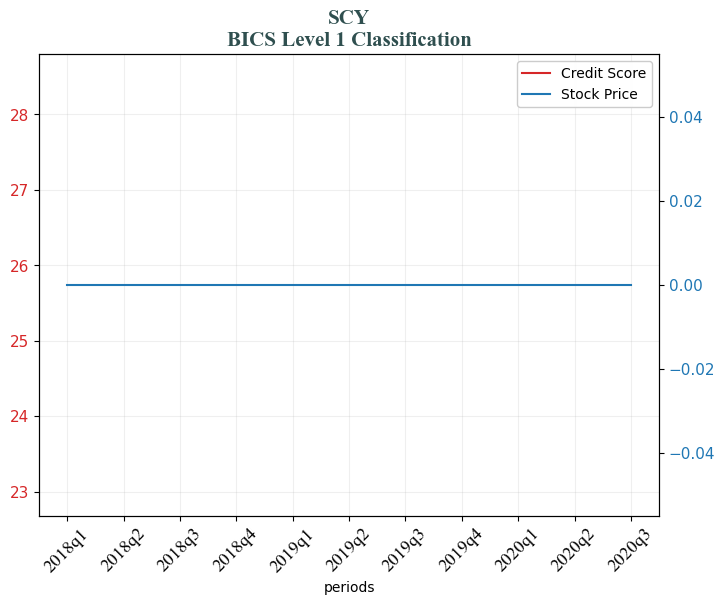 SCY
BICS Level 1 Classification
Credit Score
Stock Price
28
27
26
25
24
23
0.04
0.02
0.00
−0.02
−0.04
2018q1
2018q2
2018q3
2018q4
2019q1
2019q2
2019q3
2019q4
2020q1
2020q2
2020q3
periods